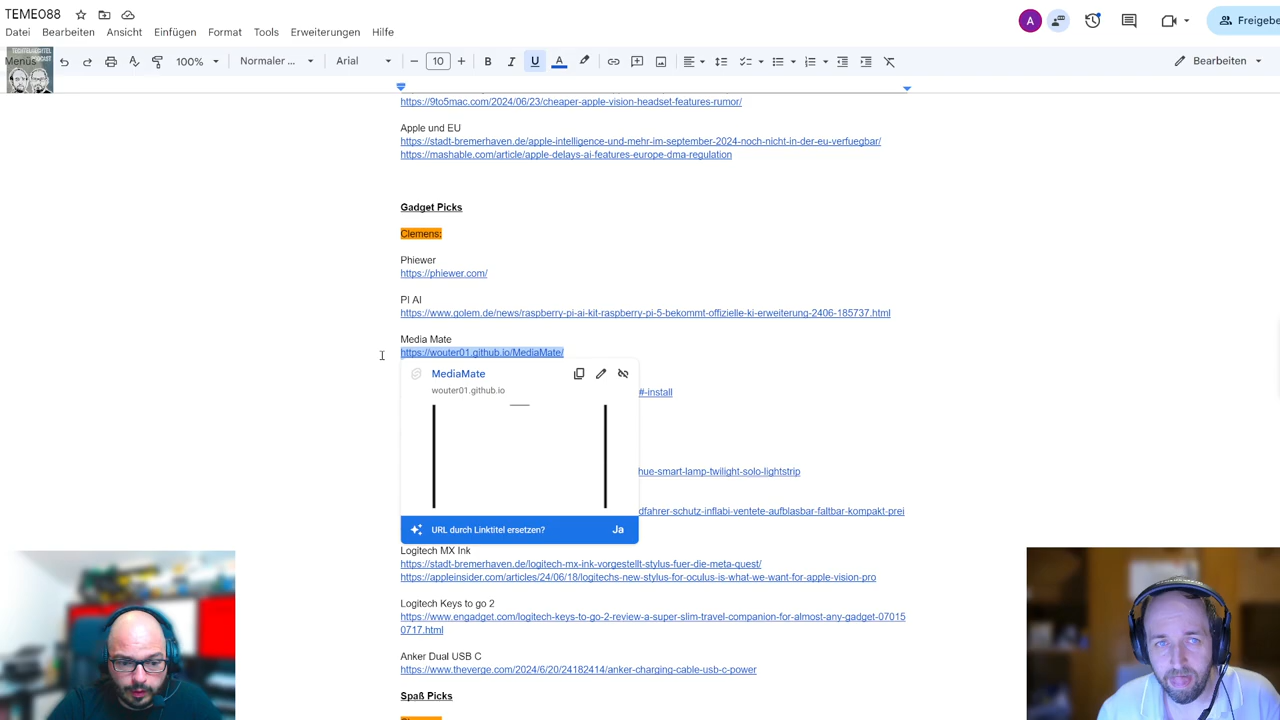 TEME088
Datei Bearbeiten Ansicht Einfügen Format Tools Erweiterungen Hilfe
A
Freigebe
Menüs
100%
Normaler ...
Arial
10
B I U A
Bearbeiten
https://9to5mac.com/2024/06/23/cheaper-apple-vision-headset-features-rumor/
Apple und EU
https://stadt-bremerhaven.de/apple-intelligence-und-mehr-im-september-2024-noch-nicht-in-der-eu-verfuegbar/
https://mashable.com/article/apple-delays-ai-features-europe-dma-regulation
Gadget Picks
Clemens:
Phiewer
https://phiewer.com/
PI AI
https://www.golem.de/news/raspberry-pi-ai-kit-raspberry-pi-5-bekommt-offizielle-ki-erweiterung-2406-185737.html
Media Mate
https://wouter01.github.io/MediaMate/
MediaMate
wouter01.github.io
#-install
hue-smart-lamp-twilight-solo-lightstrip
dfahrer-schutz-inflabi-ventete-aufblasbar-faltbar-kompakt-prei
URL durch Linktitel ersetzen? Ja
Logitech MX Ink
https://stadt-bremerhaven.de/logitech-mx-ink-vorgestellt-stylus-fuer-die-meta-quest/
https://appleinsider.com/articles/24/06/18/logitechs-new-stylus-for-oculus-is-what-we-want-for-apple-vision-pro
Logitech Keys to go 2
https://www.engadget.com/logitech-keys-to-go-2-review-a-super-slim-travel-companion-for-almost-any-gadget-07015
0717.html
Anker Dual USB C
https://www.theverge.com/2024/6/20/24182414/anker-charging-cable-usb-c-power
Spaß Picks